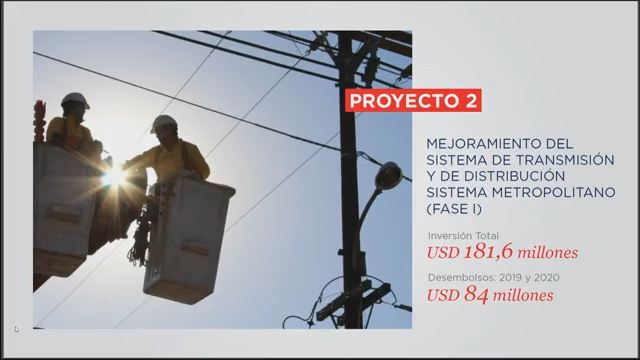 PROYECTO 2
MEJORAMIENTO DEL
SISTEMA DE TRANSMISIÓN
Y DE DISTRIBUCIÓN
SISTEMA METROPOLITANO
(FASE I)
Inversión Total
USD 181,6 millones
Desembolsos: 2019 y 2020
USD 84 millones